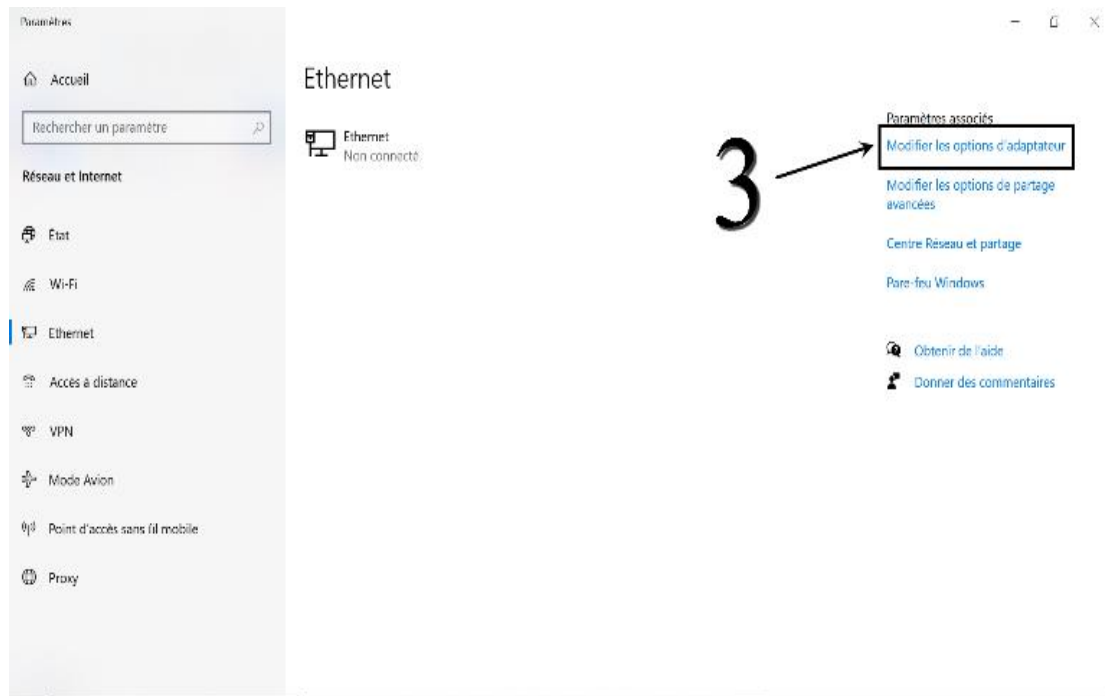 Paramètres
Accueil
Rechercher un paramètre
Réseau et Internet
État
Wi-Fi
Ethernet
Accès à distance
VPN
Mode Avion
Point d'accès sans fil mobile
Proxy
Ethernet
Ethernet
Non connecté
3
Paramètres associés
Modifier les options d'adaptateur
Modifier les options de partage
avancées
Centre Réseau et partage
Pare-feu Windows
Obtenir de l'aide
Donner des commentaires